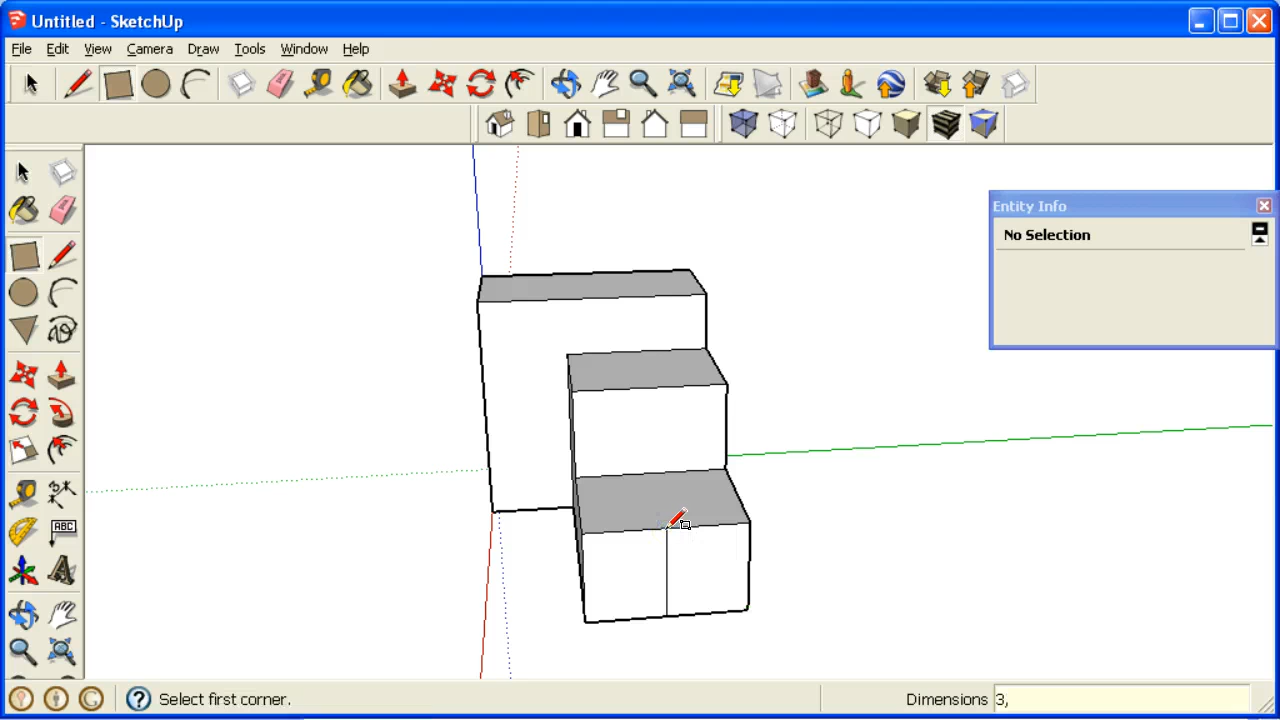 Untitled - SketchUp
File Edit View Camera Draw Tools Window Help
Entity Info
No Selection
ABC
Select first corner.
Dimensions 3,